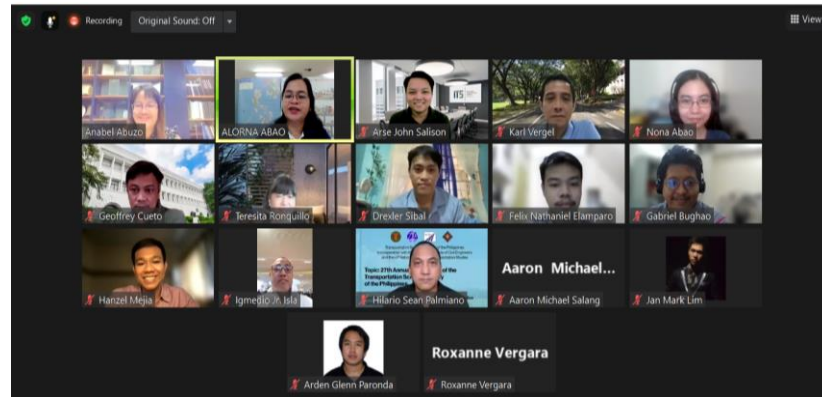 Recording Original Sound: Off View
Anabel Abuzo
ALORNA ABAO
iTS
Arse John Salison
Karl Vergel
Nona Abao
Geoffrey Cueto
Teresita Ronquillo
Drexler Sibal
Felix Nathaniel Elamparo
Gabriel Bughao
Hanzel Mejia
Igmedio Jr. Isla
Topic: 27th Annual
Transportation
of the Philippines
Hilario Sean Palmiano
Aaron Michael...
Aaron Michael Salang
Jan Mark Lim
Arden Glenn Paronda
Roxanne Vergara
Roxanne Vergara